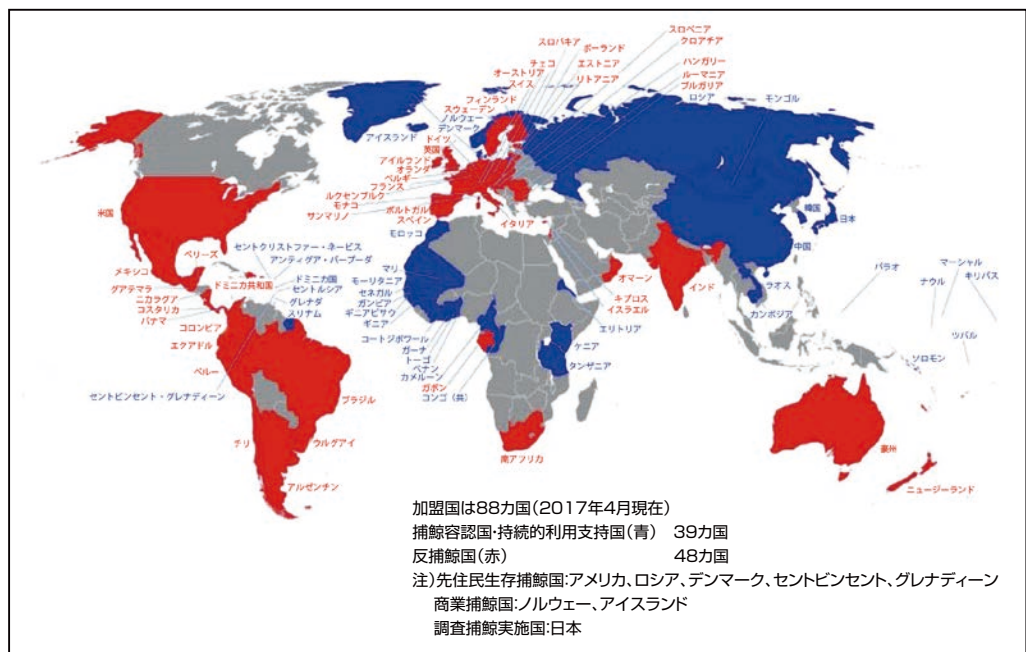 スロベニア
クロアチア
スロバキア
ポーランド
チェコ
エストニア
ハンガリー
オーストリア
リトアニア
ルーマニア
スイス
ブルガリア
フィンランド
ロシア
モンゴル
スウェーデン
ノルウェー
デンマーク
アイスランド
ドイツ
英国
アイルランド
オランダ
ベルギー
フランス
ルクセンブルク
モナコ
サンマリノ
ポルトガル
スペイン
イタリア
モロッコ
韓国
日本
中国
米国
セントクリストファー・ネービス
アンティグア・バーブーダ
ベリーズ
メキシコ
ドミニカ共和国
ドミニカ国
グアテマラ
セントルシア
ニカラグア
グレナダ
コスタリカ
スリナム
パナマ
コロンビア
エクアドル
ペルー
セントビンセント・グレナディーン
ブラジル
チリ
ウルグアイ
アルゼンチン
マリ
モーリタニア
セネガル
ガンビア
ギニアビサウ
ギニア
コートジボワール
ガーナ
トーゴ
ベナン
カメルーン
ガボン
コンゴ（共）
南アフリカ
オマーン
キプロス
イスラエル
エリトリア
ケニア
タンザニア
インド
ラオス
カンボジア
パラオ
マーシャル
ナウル
キリバス
ツバル
ソロモン
豪州
ニュージーランド
加盟国は88カ国(2017年4月現在)
捕鯨容認国・持続的利用支持国(青) 39カ国
反捕鯨国(赤) 48カ国
注)先住民生存捕鯨国:アメリカ、ロシア、デンマーク、セントビンセント、グレナディーン
商業捕鯨国:ノルウェー、アイスランド
調査捕鯨実施国:日本